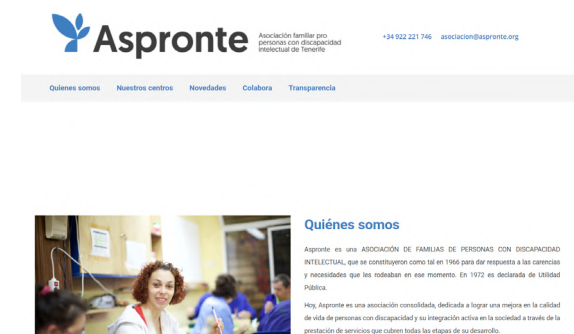 Aspronte
Asociación familiar pro
personas con discapacidad
intelectual de Tenerife
+34 922 221 746 asociacion@aspronte.org
Quienes somos Nuestros centros Novedades Colabora Transparencia
Quiénes somos
Aspronte es una ASOCIACIÓN DE FAMILIAS DE PERSONAS CON DISCAPACIDAD
INTELECTUAL, que se constituyeron como tal en 1966 para dar respuesta a las carencias
y necesidades que les rodeaban en ese momento. En 1972 es declarada de Utilidad
Pública.
Hoy, Aspronte es una asociación consolidada, dedicada a lograr una mejora en la calidad
de vida de personas con discapacidad y su integración activa en la sociedad a través de la
prestación de servicios que cubren todas las etapas de su desarrollo.